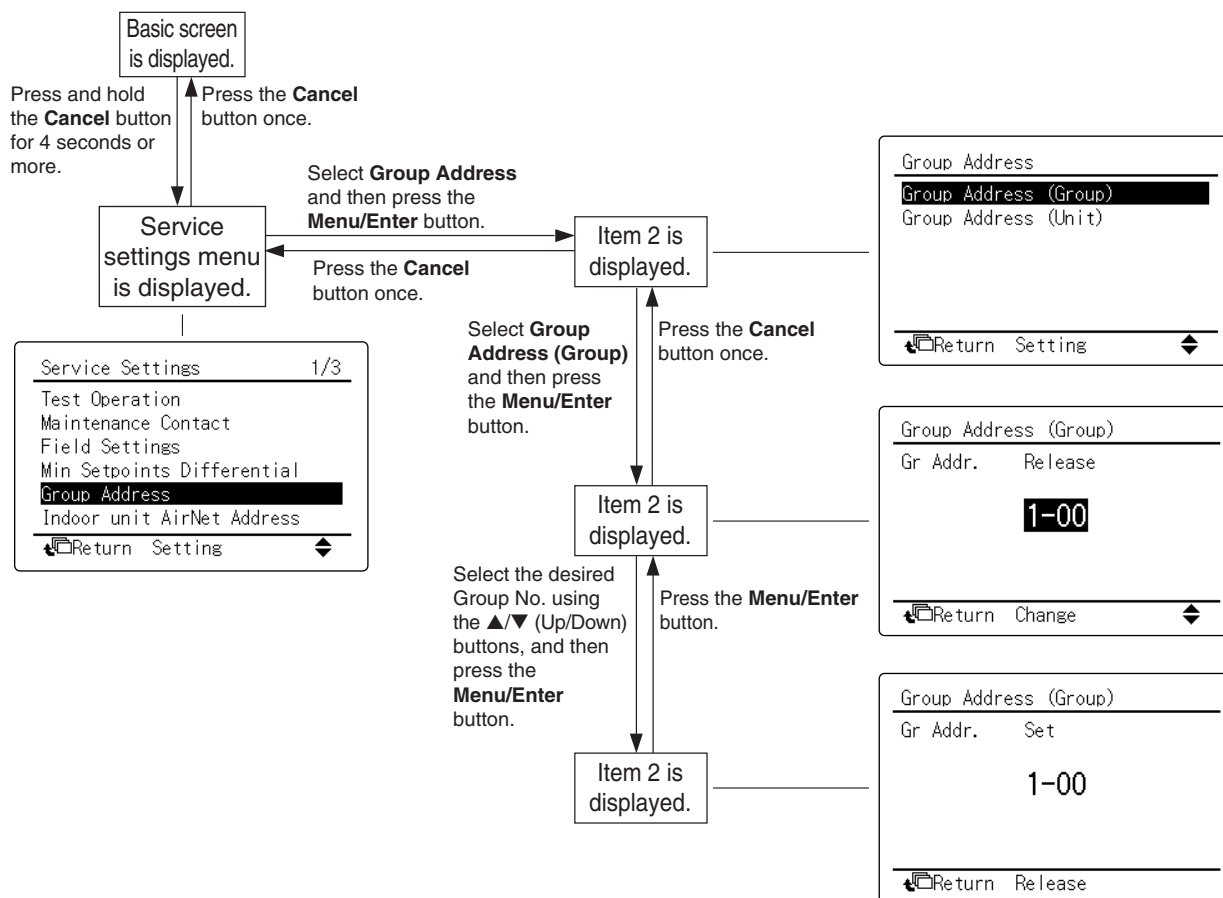 Basic screen
is displayed.
Press and hold
the Cancel button
for 4 seconds or
more.
Press the Cancel
button once.
Select Group Address
and then press the
Menu/Enter button.
Service
settings menu
is displayed.
Press the Cancel
button once.
Item 2 is
displayed.
Group Address
Group Address (Group)
Group Address (Unit)
Return Setting
Service Settings 1/3
Test Operation
Maintenance Contact
Field Settings
Min Setpoints Differential
Group Address
Indoor unit AirNet Address
Return Setting
Select Group
Address (Group)
and then press
the Menu/Enter
button.
Press the Cancel
button once.
Item 2 is
displayed.
Group Address (Group)
Gr Addr. Release
1-00
Return Change
Select the desired
Group No. using
the ▲/▼ (Up/Down)
buttons, and then
press the
Menu/Enter
button.
Press the Menu/Enter
button.
Item 2 is
displayed.
Group Address (Group)
Gr Addr. Set
1-00
Return Release